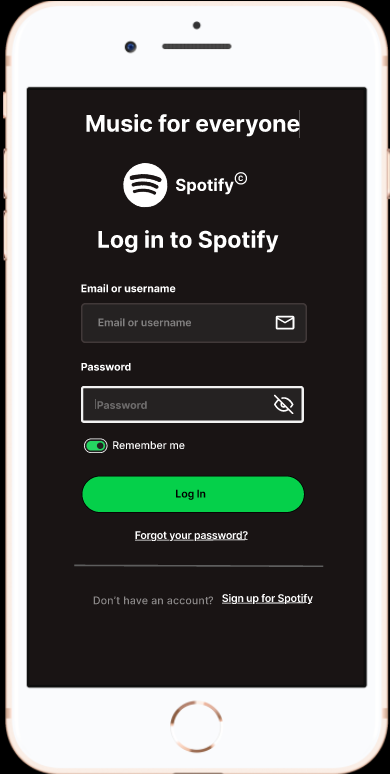 Music for everyone
Spotify©
Log in to Spotify
Email or username
Email or username
Password
Password
Remember me
Log In
Forgot your password?
Don't have an account? Sign up for Spotify